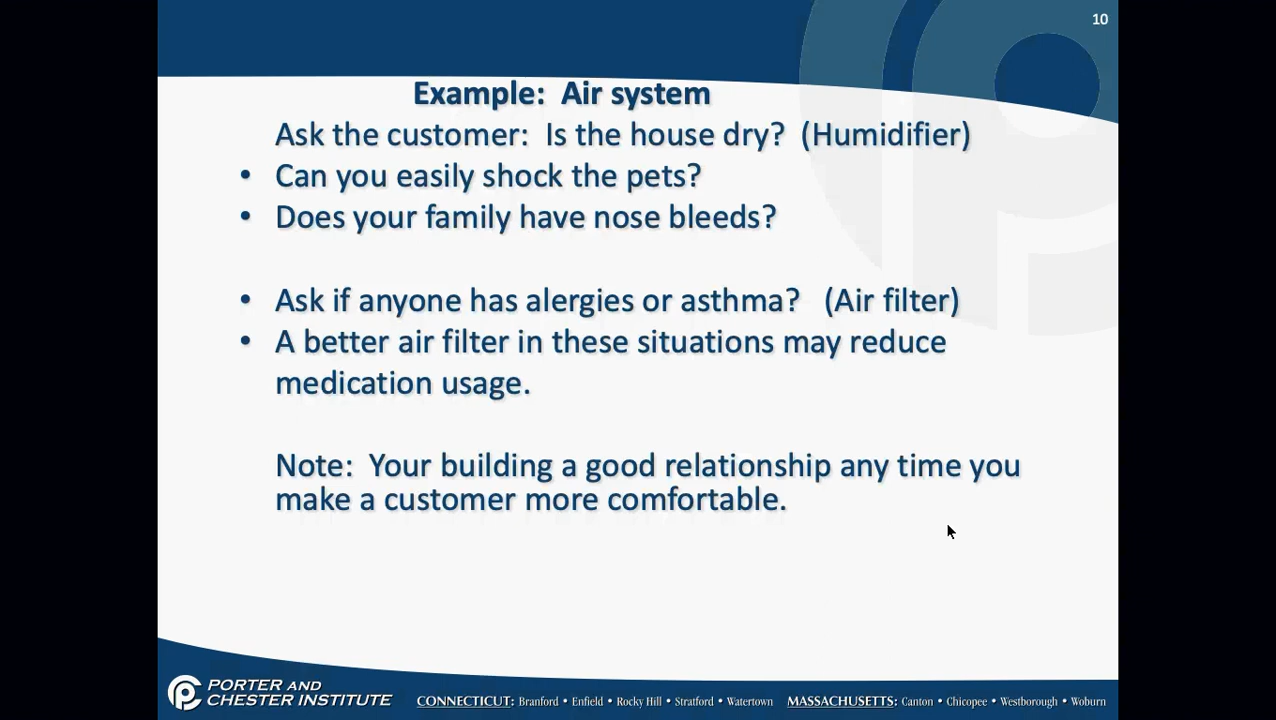 10
Example: Air system
Ask the customer: Is the house dry? (Humidifier)
• Can you easily shock the pets?
• Does your family have nose bleeds?
• Ask if anyone has alergies or asthma? (Air filter)
• A better air filter in these situations may reduce
medication usage.
Note: Your building a good relationship any time you
make a customer more comfortable.
PORTER AND
CHESTER INSTITUTE
CONNECTICUT: Branford • Enfield • Rocky Hill • Stratford • Watertown MASSACHUSETTS: Canton • Chicopee • Westborough • Woburn